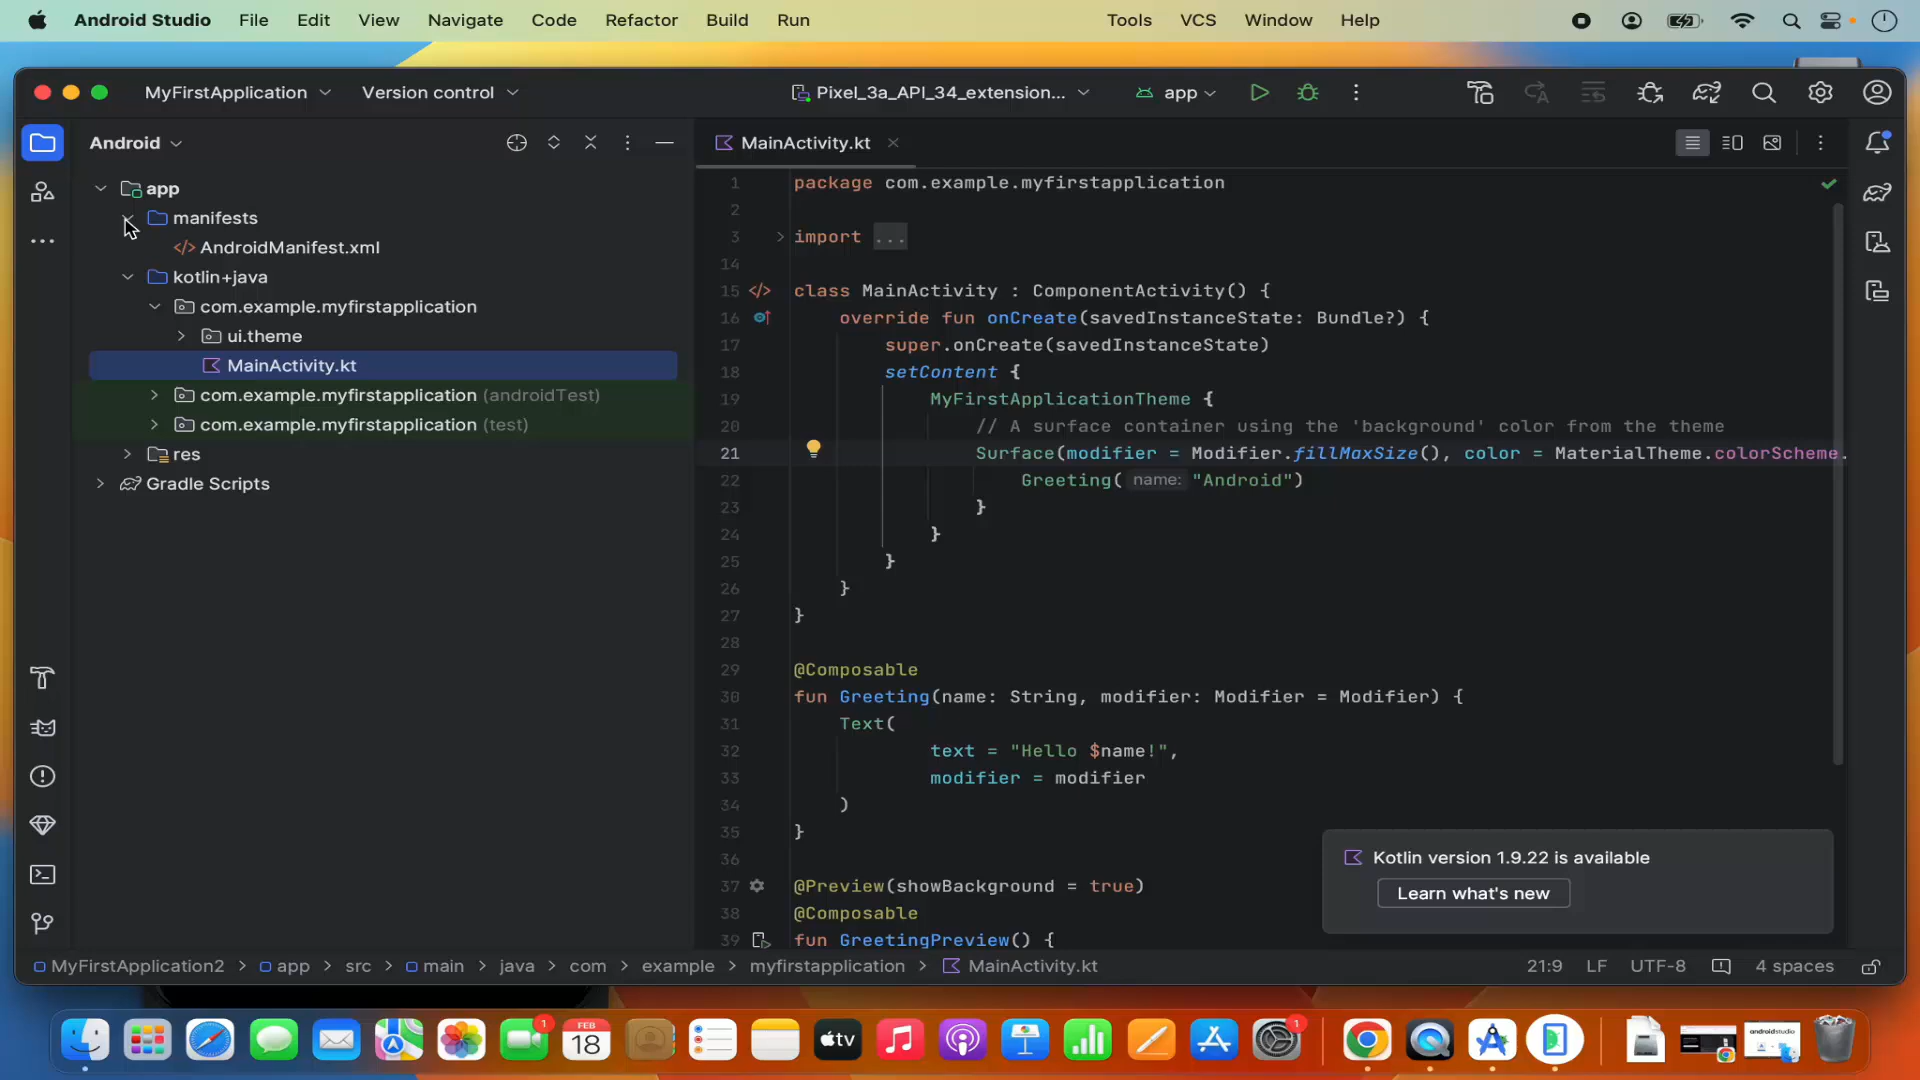 Android Studio File Edit View Navigate Code Refactor Build Run Tools VCS Window Help
MyFirstApplication Version control Pixel_3a_API_34_extension... app
Android
MainActivity.kt
app
manifests
AndroidManifest.xml
kotlin+java
com.example.myfirstapplication
ui.theme
MainActivity.kt
com.example.myfirstapplication (androidTest)
com.example.myfirstapplication (test)
res
Gradle Scripts
1 package com.example.myfirstapplication
2
3 import ...
14
15 class MainActivity : ComponentActivity() {
16 override fun onCreate(savedInstanceState: Bundle?) {
17 super.onCreate(savedInstanceState)
18 setContent {
19 MyFirstApplicationTheme {
20 // A surface container using the 'background' color from the theme
21 Surface(modifier = Modifier.fillMaxSize(), color = MaterialTheme.colorScheme.
22 Greeting( name: "Android")
23 }
24 }
25 }
26 }
27 }
28
29 @Composable
30 fun Greeting(name: String, modifier: Modifier = Modifier) {
31 Text(
32 text = "Hello $name!",
33 modifier = modifier
34 )
35 }
36
37 @Preview(showBackground = true)
38 @Composable
39 fun GreetingPreview() {
Kotlin version 1.9.22 is available
Learn what's new
MyFirstApplication2 > app > src > main > java > com > example > myfirstapplication > MainActivity.kt 21:9 LF UTF-8 4 spaces
1
FEB
18
tv
1